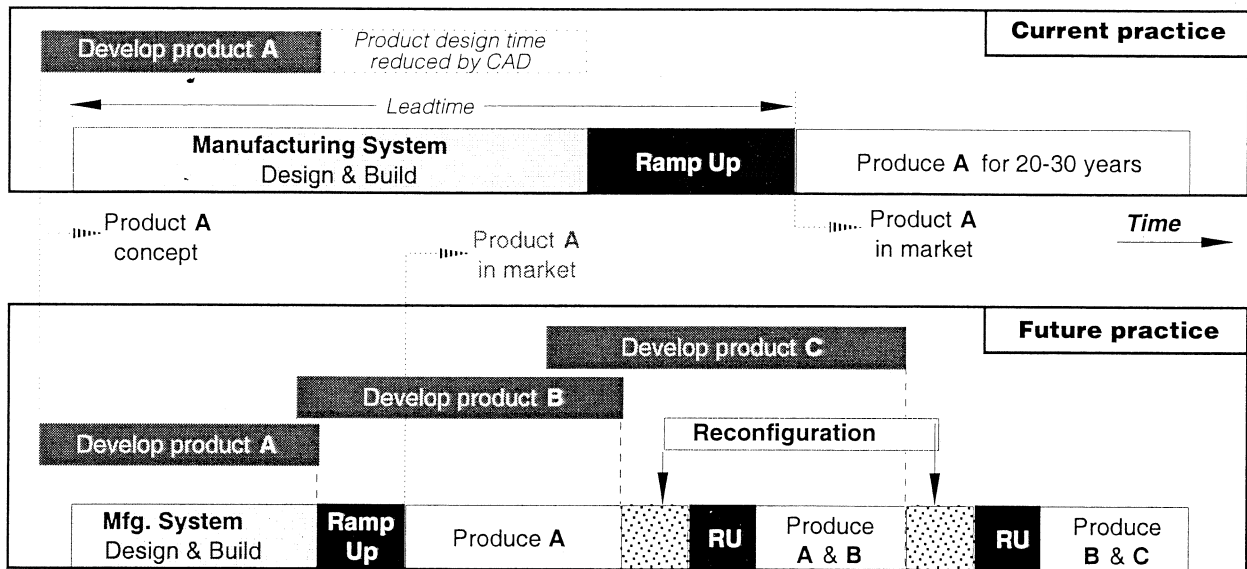 Current practice
Develop product A
Product design time
reduced by CAD
Leadtime
Manufacturing System
Design & Build
Ramp Up
Produce A for 20-30 years
Product A
concept
Product A
in market
Product A
in market
Time
Future practice
Develop product C
Develop product B
Develop product A
Reconfiguration
Mfg. System
Design & Build
Ramp
Up
Produce A
RU
Produce
A & B
RU
Produce
B & C